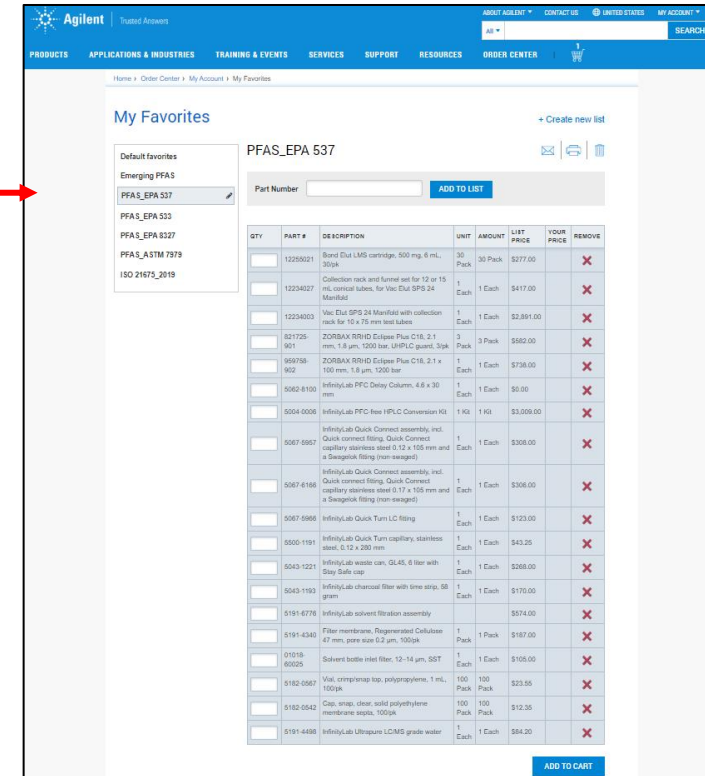 ABOUT AGILENT CONTACT US UNITED STATES MY ACCOUNT
Agilent Trusted Answers
All SEARCH
PRODUCTS APPLICATIONS & INDUSTRIES TRAINING & EVENTS SERVICES SUPPORT RESOURCES ORDER CENTER 1
Home › Order Center › My Account › My Favorites
My Favorites
+ Create new list
Default favorites
Emerging PFAS
PFAS_EPA 537
PFAS_EPA 533
PFAS_EPA 8327
PFAS_ASTM 7979
ISO 21675_2019
PFAS_EPA 537
Part Number ADD TO LIST
QTY PART # DESCRIPTION UNIT AMOUNT LIST PRICE YOUR PRICE REMOVE
12255021 Bond Elut LMS cartridge, 500 mg, 6 mL, 30/pk 30 Pack 30 Pack $277.00
12234027 Collection rack and funnel set for 12 or 15 mL conical tubes, for Vac Elut SPS 24 Manifold 1 Each 1 Each $417.00
12234003 Vac Elut SPS 24 Manifold with collection rack for 10 x 75 mm test tubes 1 Each 1 Each $2,891.00
821725-901 ZORBAX RRHD Eclipse Plus C18, 2.1 mm, 1.8 µm, 1200 bar, UHPLC guard, 3/pk 3 Pack 3 Pack $582.00
959758-902 ZORBAX RRHD Eclipse Plus C18, 2.1 x 100 mm, 1.8 µm, 1200 bar 1 Each 1 Each $738.00
5062-8100 InfinityLab PFC Delay Column, 4.6 x 30 mm 1 Each 1 Each $0.00
5004-0006 InfinityLab PFC-free HPLC Conversion Kit 1 Kit 1 Kit $3,009.00
5067-5957 InfinityLab Quick Connect assembly, incl. Quick connect fitting, Quick Connect capillary stainless steel 0.12 x 105 mm and a Swagelok fitting (non-swaged) 1 Each 1 Each $308.00
5067-6166 InfinityLab Quick Connect assembly, incl. Quick connect fitting, Quick Connect capillary stainless steel 0.17 x 105 mm and a Swagelok fitting (non-swaged) 1 Each 1 Each $308.00
5067-5966 InfinityLab Quick Turn LC fitting 1 Each 1 Each $123.00
5500-1191 InfinityLab Quick Turn capillary, stainless steel, 0.12 x 280 mm 1 Each 1 Each $43.25
5043-1221 InfinityLab waste can, GL45, 6 liter with Stay Safe cap 1 Each 1 Each $268.00
5043-1193 InfinityLab charcoal filter with time strip, 58 gram 1 Each 1 Each $170.00
5191-6776 InfinityLab solvent filtration assembly $574.00
5191-4340 Filter membrane, Regenerated Cellulose 47 mm, pore size 0.2 µm, 100/pk 1 Pack 1 Pack $187.00
01018-60025 Solvent bottle inlet filter, 12–14 µm, SST 1 Each 1 Each $105.00
5182-0567 Vial, crimp/snap top, polypropylene, 1 mL, 100/pk 100 Pack 100 Pack $23.55
5182-0542 Cap, snap, clear, solid polyethylene membrane septa, 100/pk 100 Pack 100 Pack $12.35
5191-4498 InfinityLab Ultrapure LC/MS grade water 1 Each 1 Each $84.20
ADD TO CART